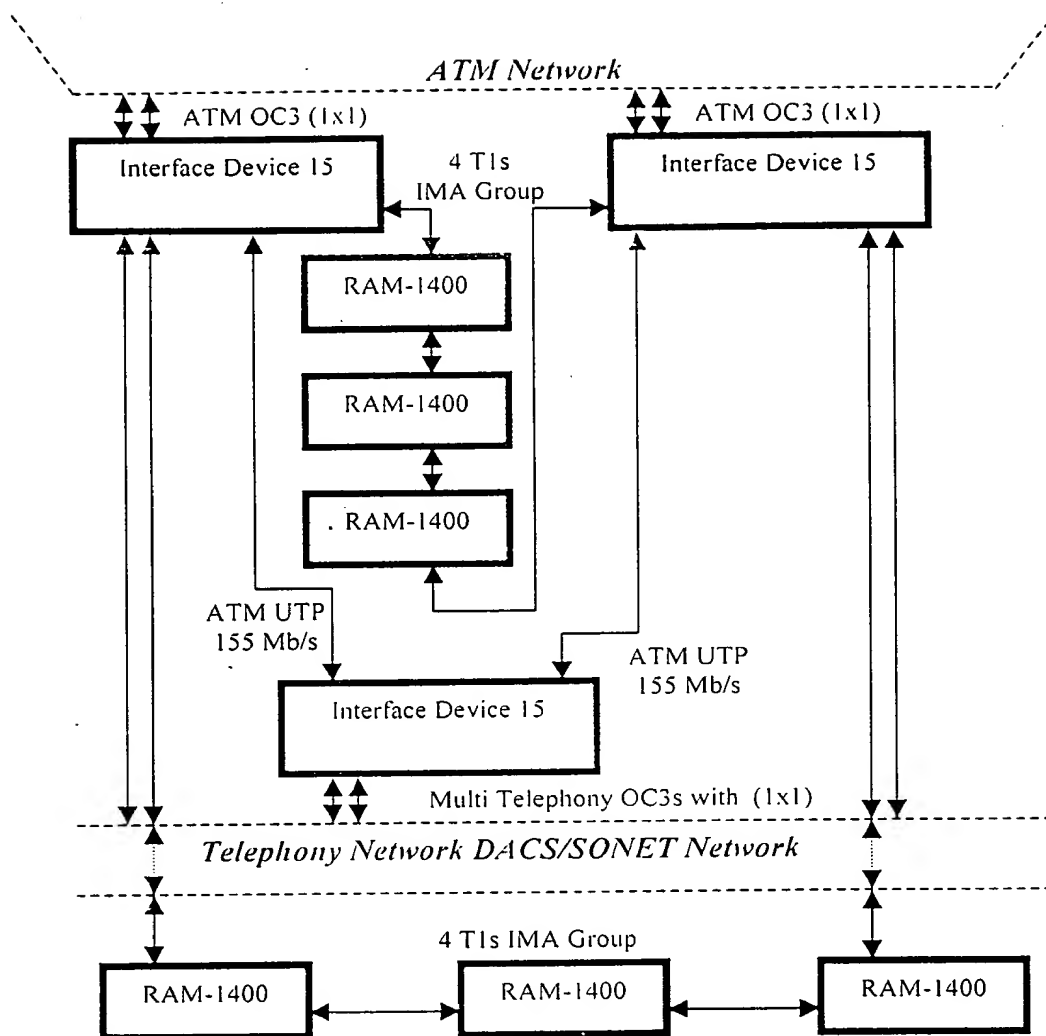 ATM Network
ATM OC3 (1x1)
ATM OC3 (1x1)
Interface Device 15
4 T1s
IMA Group
Interface Device 15
RAM-1400
RAM-1400
RAM-1400
ATM UTP
155 Mb/s
ATM UTP
155 Mb/s
Interface Device 15
Multi Telephony OC3s with (1x1)
Telephony Network DACS/SONET Network
4 T1s IMA Group
RAM-1400
RAM-1400
RAM-1400